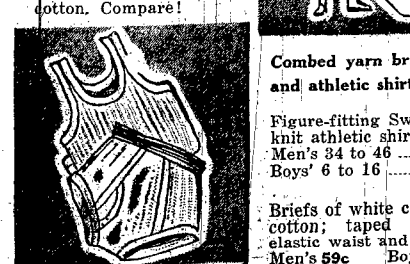 cotton. Compare!
Combed yarn br
and athletic shirt
Figure-fitting Sw
knit athletic shir
Men's 34 to 46
Boys' 6 to 16
Briefs of white c
cotton; taped
elastic waist and
Men's 59c Bo